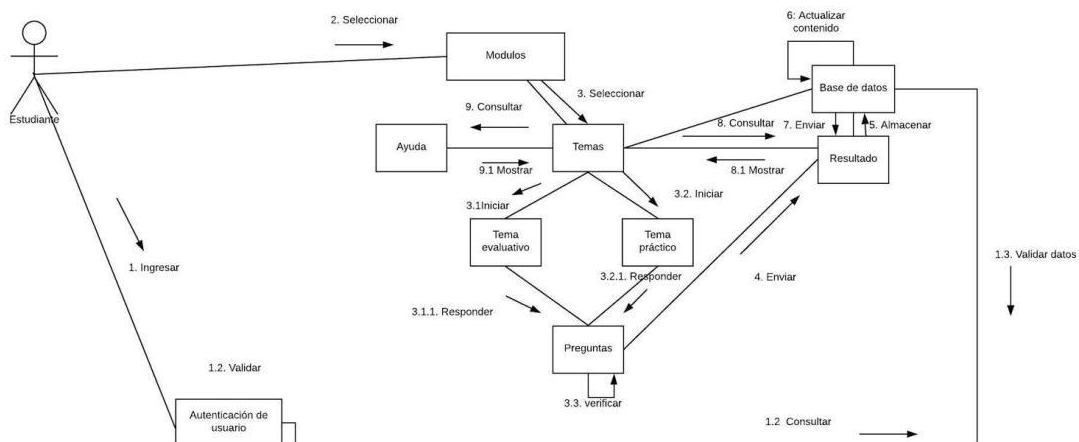 2. Seleccionar
6: Actualizar
contenido
Modulos
Base de datos
3. Seleccionar
9. Consultar
Estudiante
8. Consultar
7. Enviar
5. Almacenar
Ayuda
Temas
Resultado
9.1 Mostrar
8.1 Mostrar
3.1Iniciar
3.2. Iniciar
Tema
evaluativo
Tema
práctico
1. Ingresar
3.2.1. Responder
4. Enviar
1.3. Validar datos
3.1.1. Responder
Preguntas
1.2. Validar
3.3. verificar
Autenticación de
usuario
1.2 Consultar